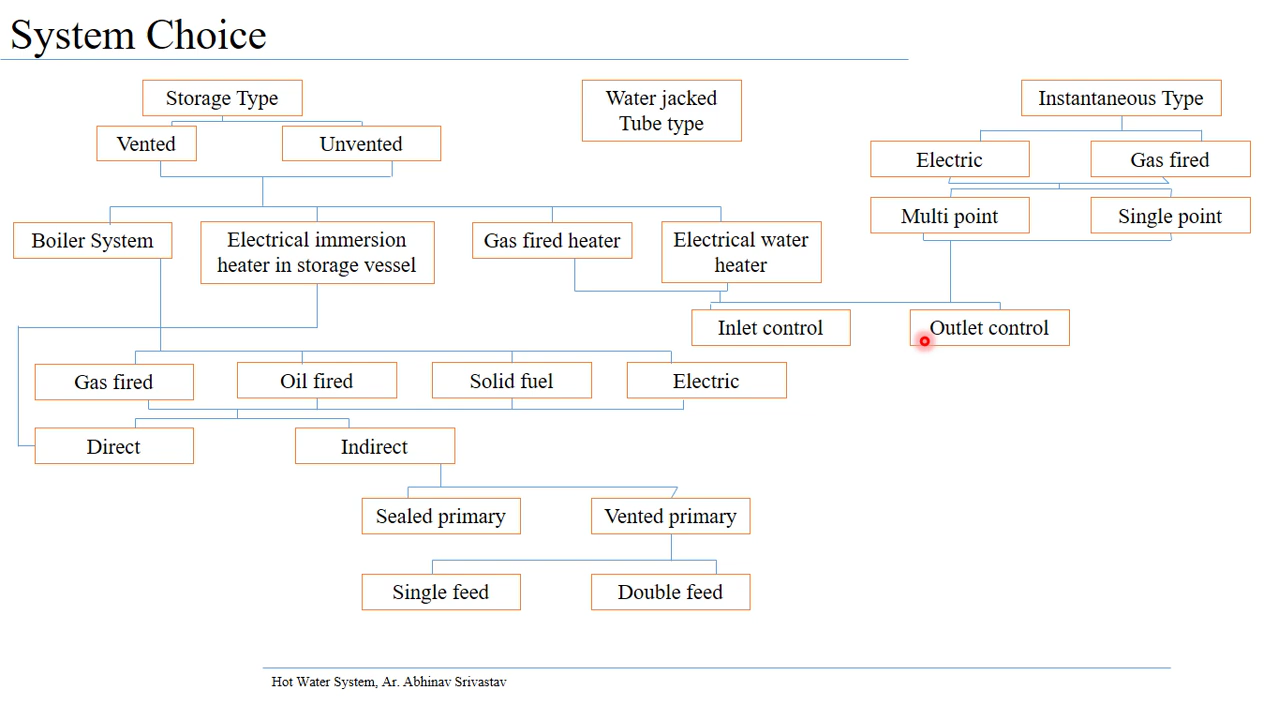 System Choice
Storage Type
Water jacked
Tube type
Instantaneous Type
Vented
Unvented
Electric
Gas fired
Multi point
Single point
Boiler System
Electrical immersion
heater in storage vessel
Gas fired heater
Electrical water
heater
Inlet control
Outlet control
Gas fired
Oil fired
Solid fuel
Electric
Direct
Indirect
Sealed primary
Vented primary
Single feed
Double feed
Hot Water System, Ar. Abhinav Srivastav